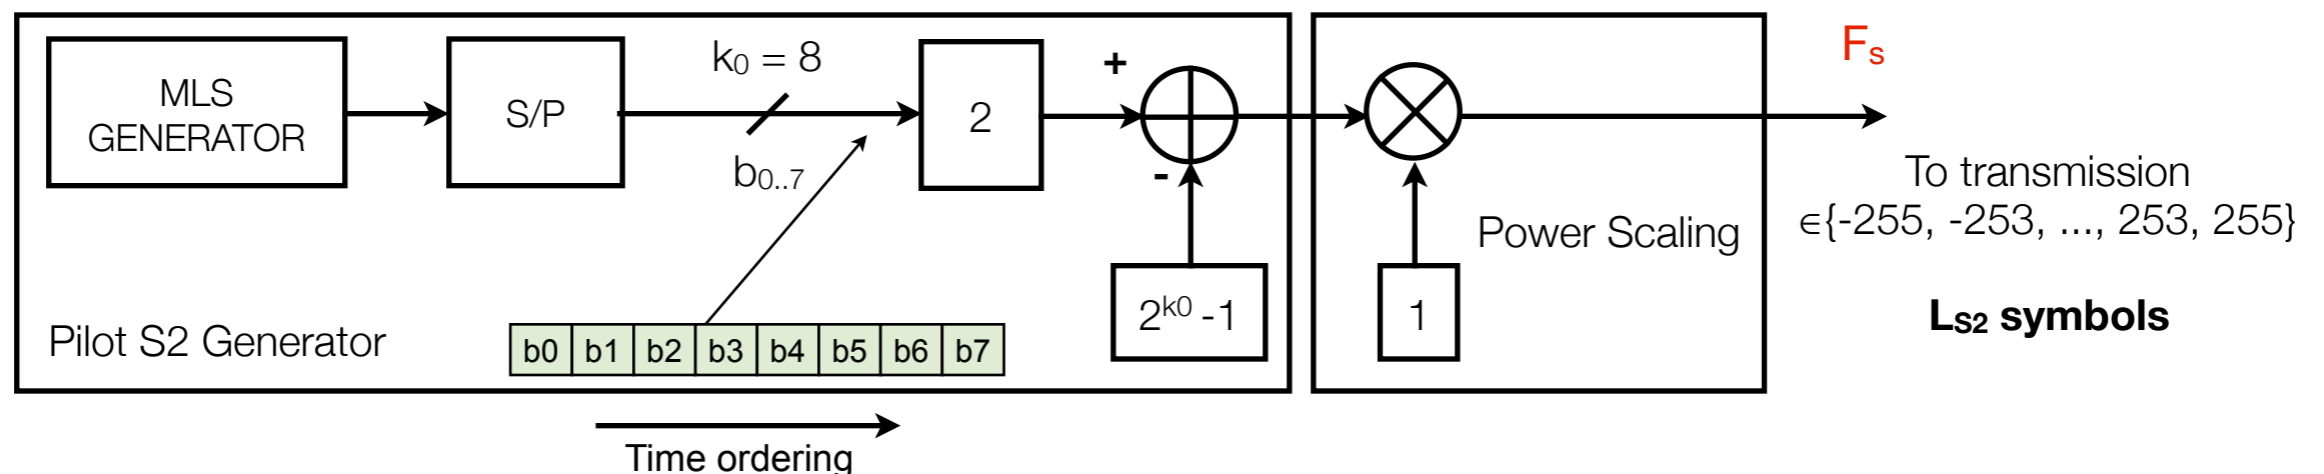 MLS
GENERATOR
S/P
k0 = 8
b0..7
2
+
-
2k0 -1
Pilot S2 Generator
b0 b1 b2 b3 b4 b5 b6 b7
Time ordering
1
Power Scaling
Fs
To transmission
∈{-255, -253, ..., 253, 255}
LS2 symbols